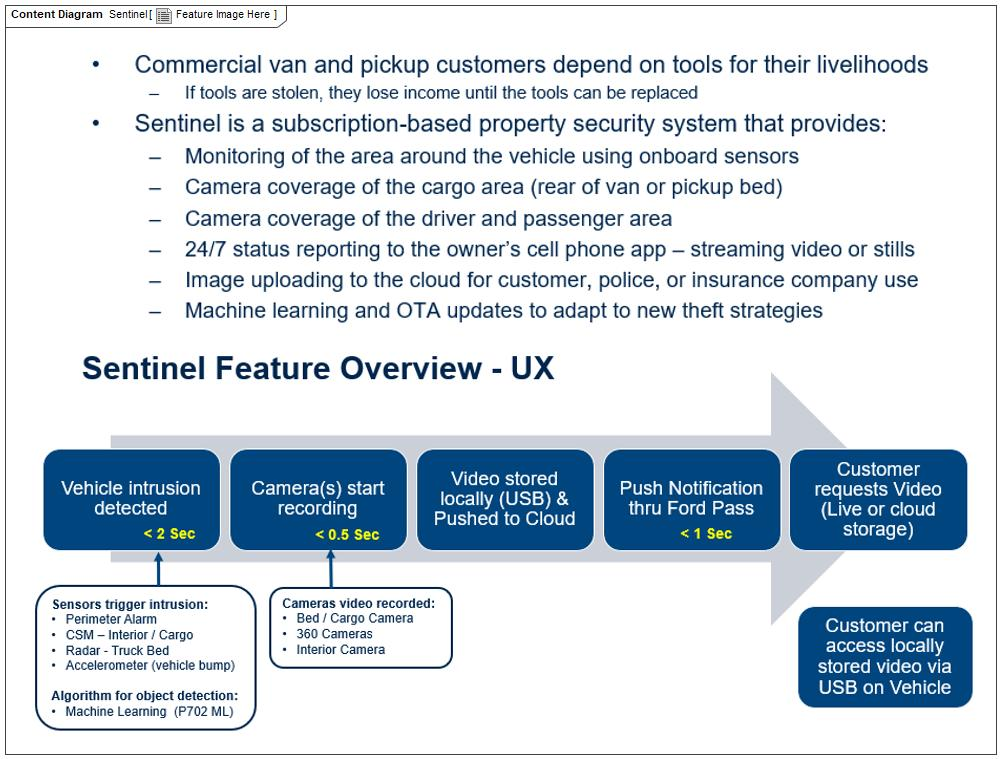 Content Diagram Sentinel[ Feature Image Here ]
• Commercial van and pickup customers depend on tools for their livelihoods
– If tools are stolen, they lose income until the tools can be replaced
• Sentinel is a subscription-based property security system that provides:
– Monitoring of the area around the vehicle using onboard sensors
– Camera coverage of the cargo area (rear of van or pickup bed)
– Camera coverage of the driver and passenger area
– 24/7 status reporting to the owner's cell phone app – streaming video or stills
– Image uploading to the cloud for customer, police, or insurance company use
– Machine learning and OTA updates to adapt to new theft strategies
Sentinel Feature Overview - UX
Vehicle intrusion
detected
< 2 Sec
Camera(s) start
recording
< 0.5 Sec
Video stored
locally (USB) &
Pushed to Cloud
Push Notification
thru Ford Pass
< 1 Sec
Customer
requests Video
(Live or cloud
storage)
Sensors trigger intrusion:
• Perimeter Alarm
• CSM – Interior / Cargo
• Radar - Truck Bed
• Accelerometer (vehicle bump)
Algorithm for object detection:
• Machine Learning (P702 ML)
Cameras video recorded:
• Bed / Cargo Camera
• 360 Cameras
• Interior Camera
Customer can
access locally
stored video via
USB on Vehicle